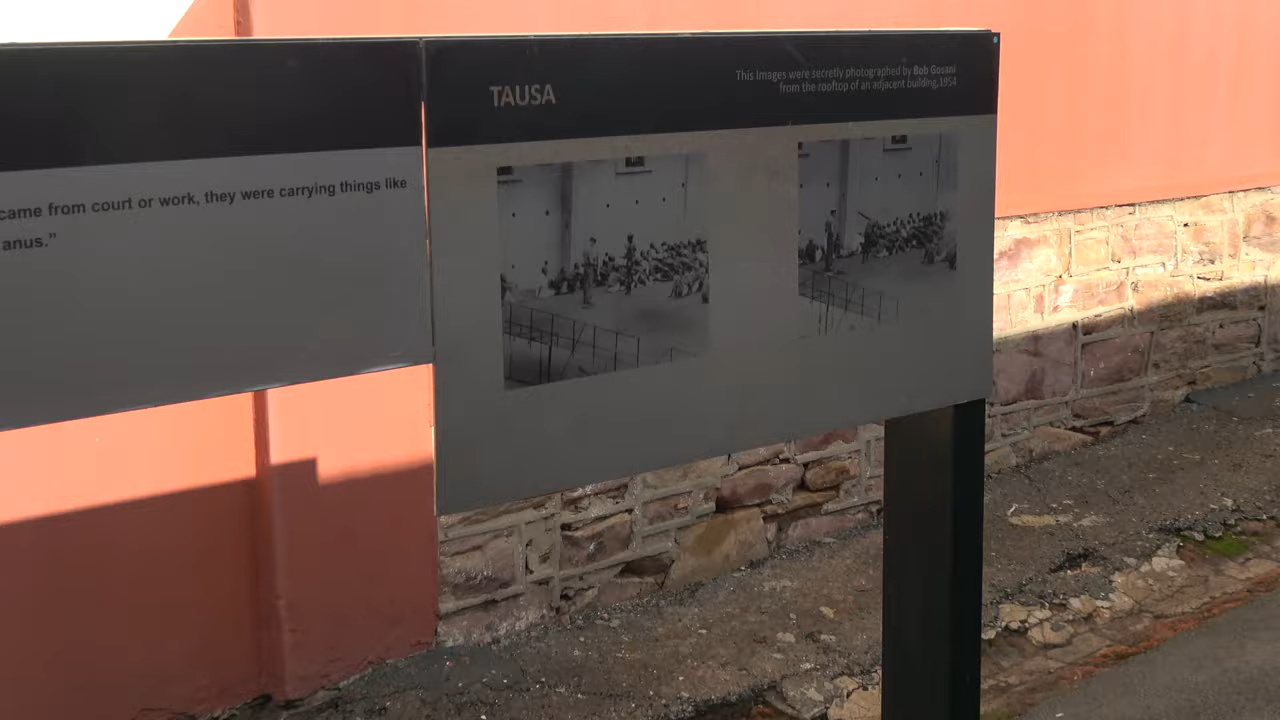 came from court or work, they were carrying things like
anus.”
TAUSA
This Images were secretly photographed by Bob Gosani
from the rooftop of an adjacent building,1954